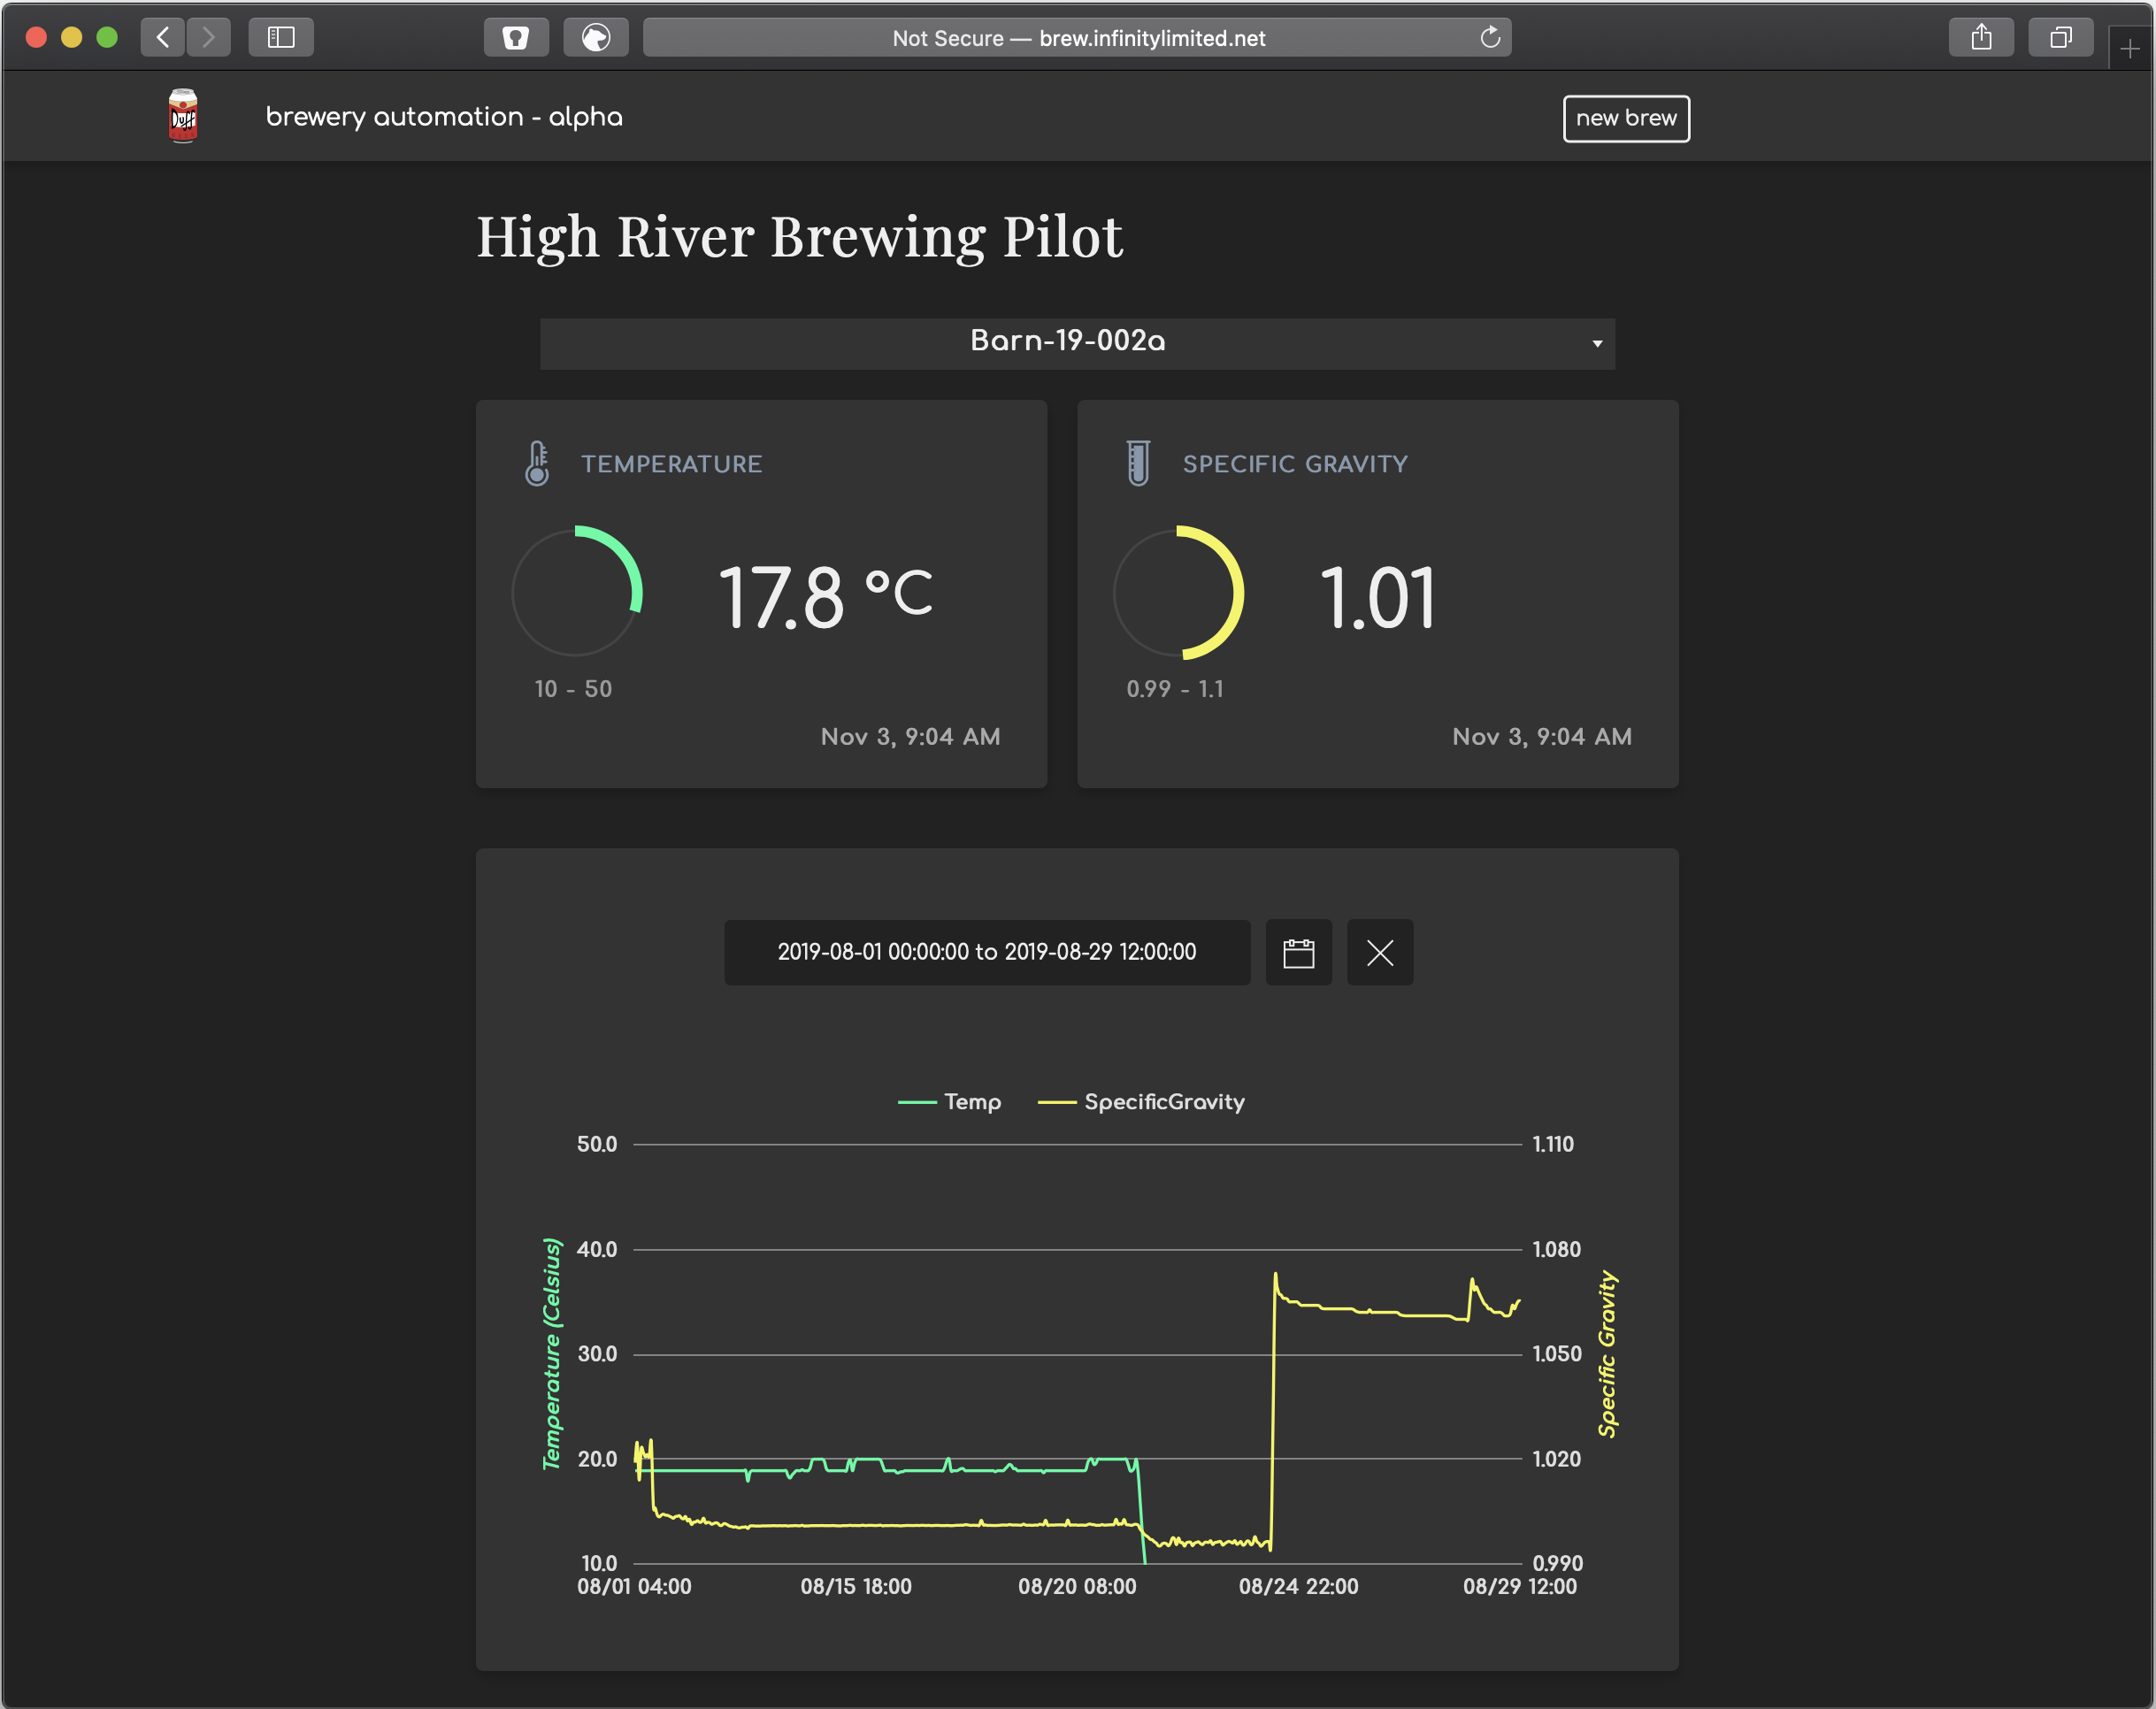 Not Secure — brew.infinitylimited.net
Duff
brewery automation - alpha
new brew
High River Brewing Pilot
Barn-19-002a
TEMPERATURE
17.8 °C
10 - 50
Nov 3, 9:04 AM
SPECIFIC GRAVITY
1.01
0.99 - 1.1
Nov 3, 9:04 AM
2019-08-01 00:00:00 to 2019-08-29 12:00:00
Temp SpecificGravity
50.0 1.110
40.0 1.080
30.0 1.050
20.0 1.020
10.0 0.990
Temperature (Celsius)
Specific Gravity
08/01 04:00 08/15 18:00 08/20 08:00 08/24 22:00 08/29 12:00